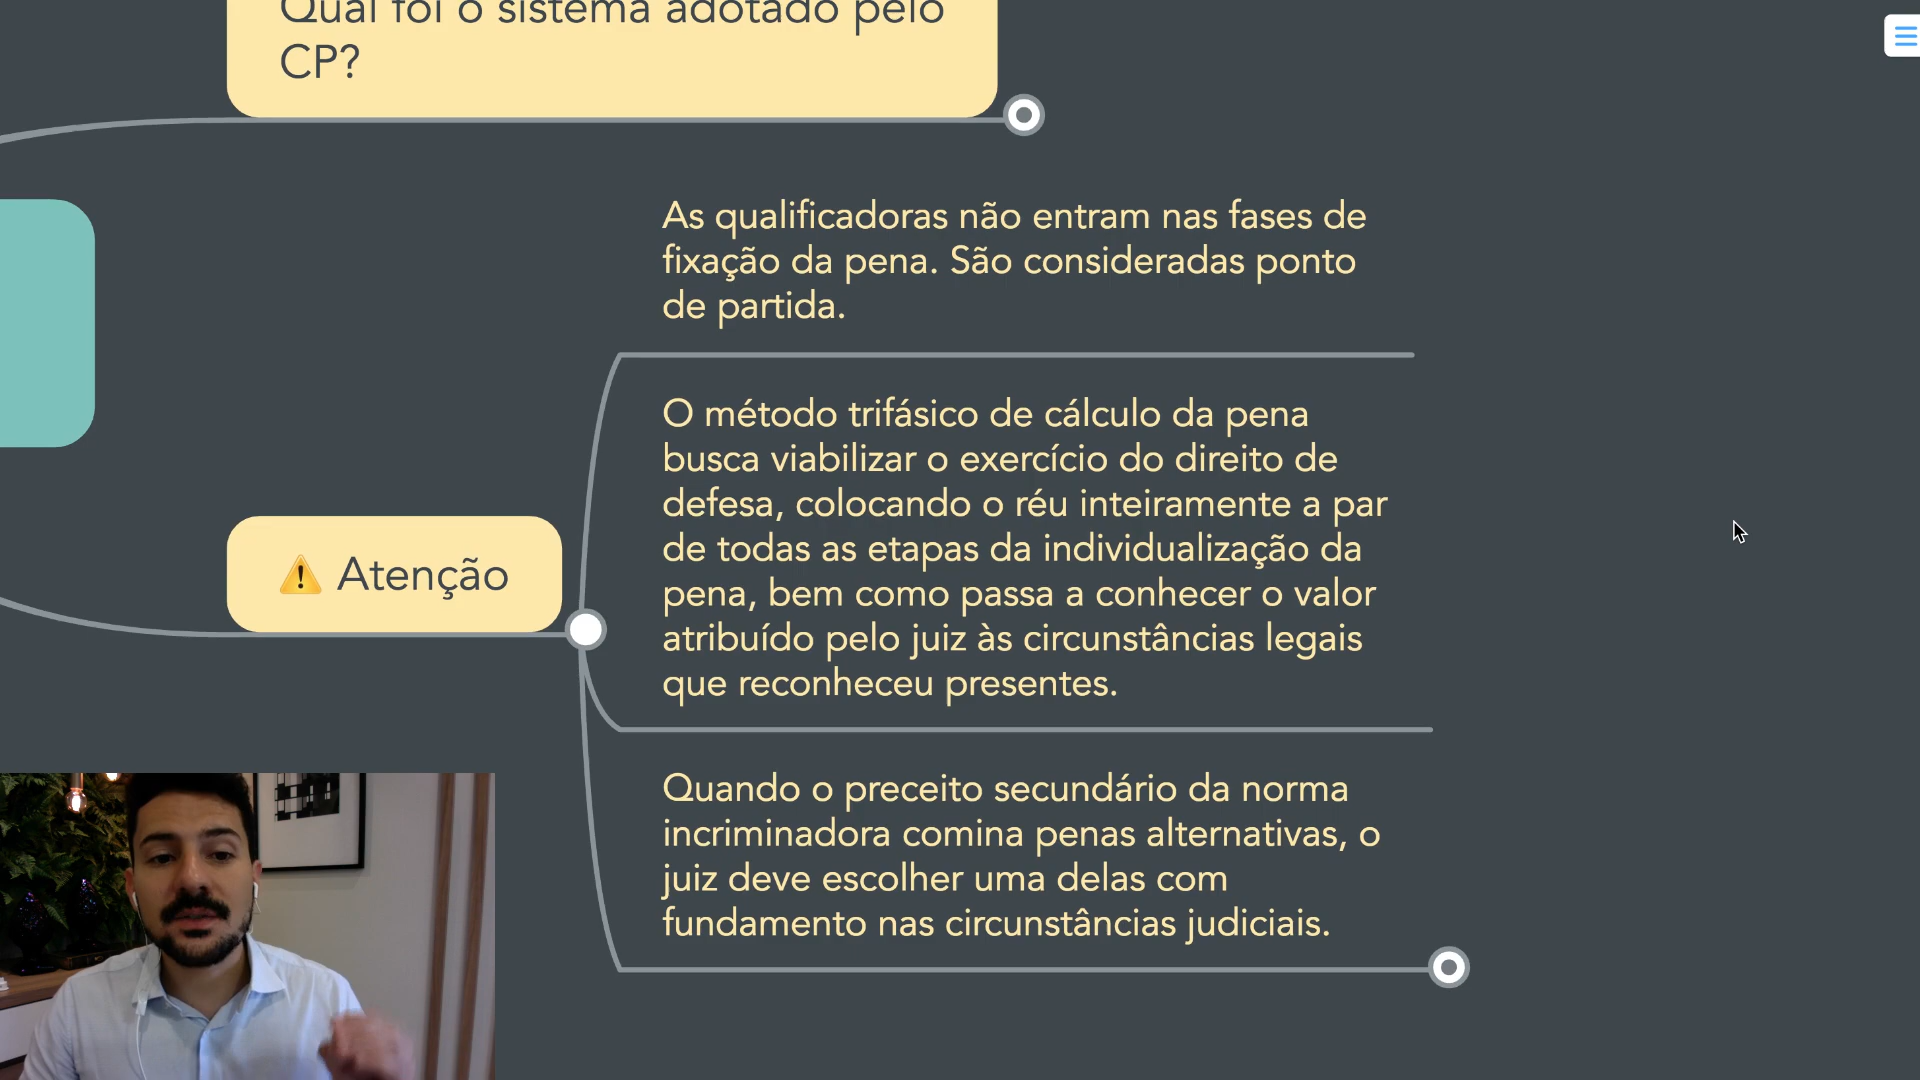 Qual foi o sistema adotado pelo
CP?
As qualificadoras não entram nas fases de
fixação da pena. São consideradas ponto
de partida.
O método trifásico de cálculo da pena
busca viabilizar o exercício do direito de
defesa, colocando o réu inteiramente a par
de todas as etapas da individualização da
pena, bem como passa a conhecer o valor
atribuído pelo juiz às circunstâncias legais
que reconheceu presentes.
⚠️ Atenção
Quando o preceito secundário da norma
incriminadora comina penas alternativas, o
juiz deve escolher uma delas com
fundamento nas circunstâncias judiciais.